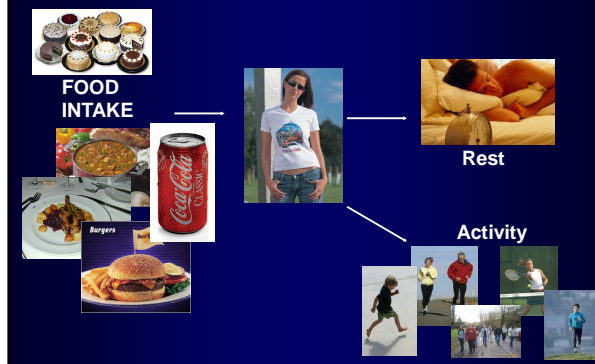 FOOD
INTAKE
Rest
Activity
Coca-Cola
CLASSIC
Burgers